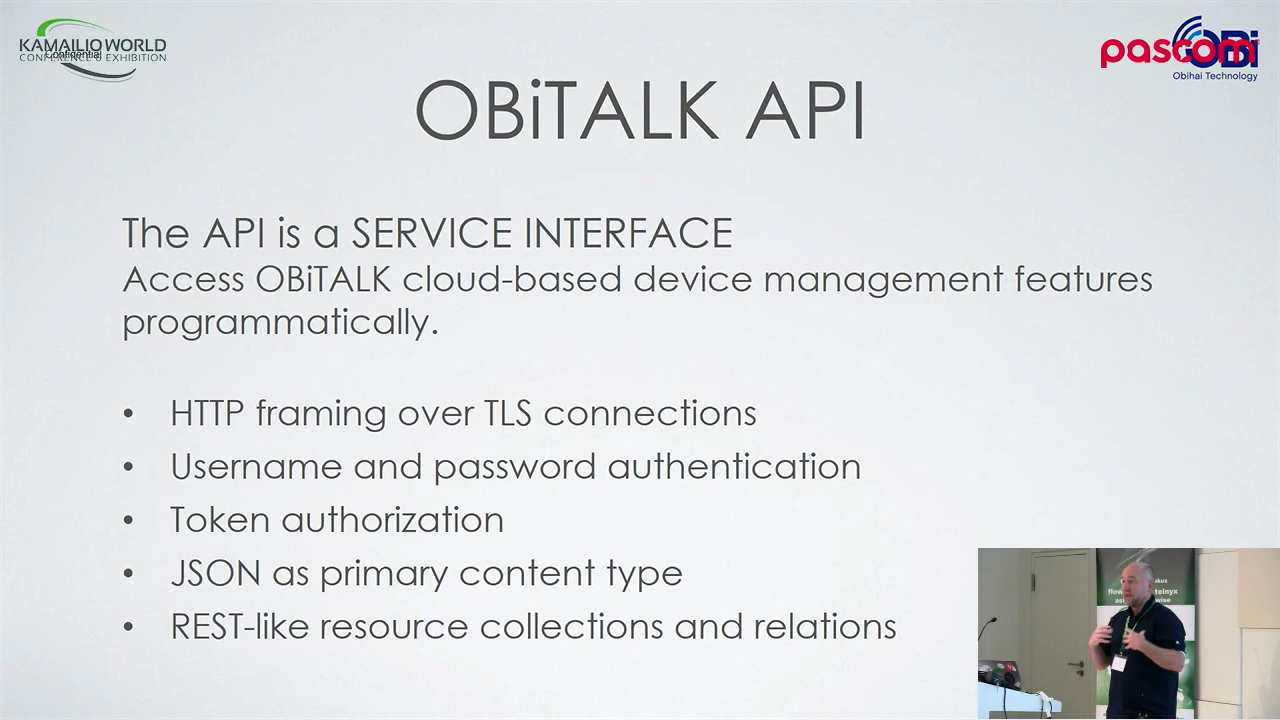 KAMAILIO WORLD
CONFERENCE & EXHIBITION
Confidential
pascom
OBi
Obihai Technology
OBiTALK API
The API is a SERVICE INTERFACE
Access OBiTALK cloud-based device management features
programmatically.
• HTTP framing over TLS connections
• Username and password authentication
• Token authorization
• JSON as primary content type
• REST-like resource collections and relations